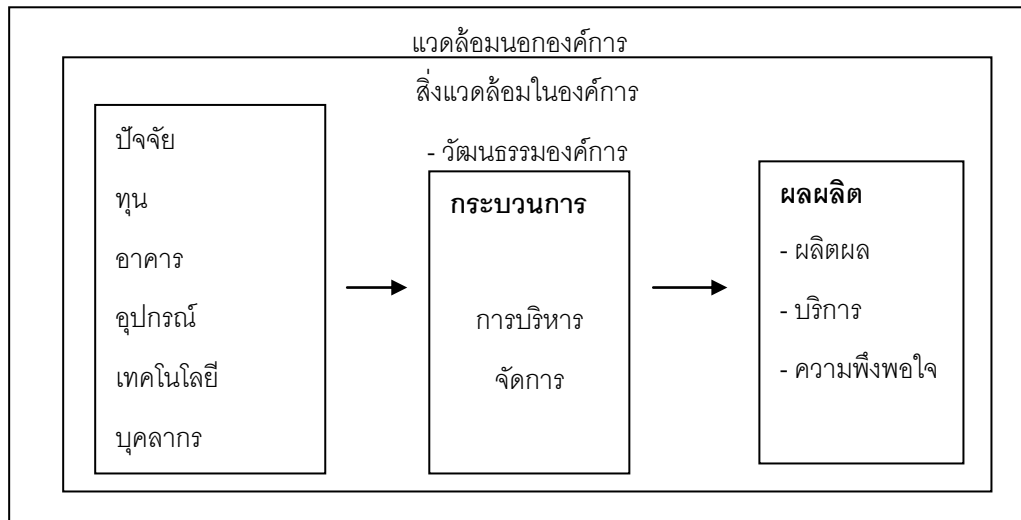 แวดล้อมนอกองค์การ
สิ่งแวดล้อมในองค์การ
- วัฒนธรรมองค์การ
ปัจจัย
ทุน
อาคาร
อุปกรณ์
เทคโนโลยี
บุคลากร
กระบวนการ
การบริหาร
จัดการ
ผลผลิต
- ผลิตผล
- บริการ
- ความพึงพอใจ